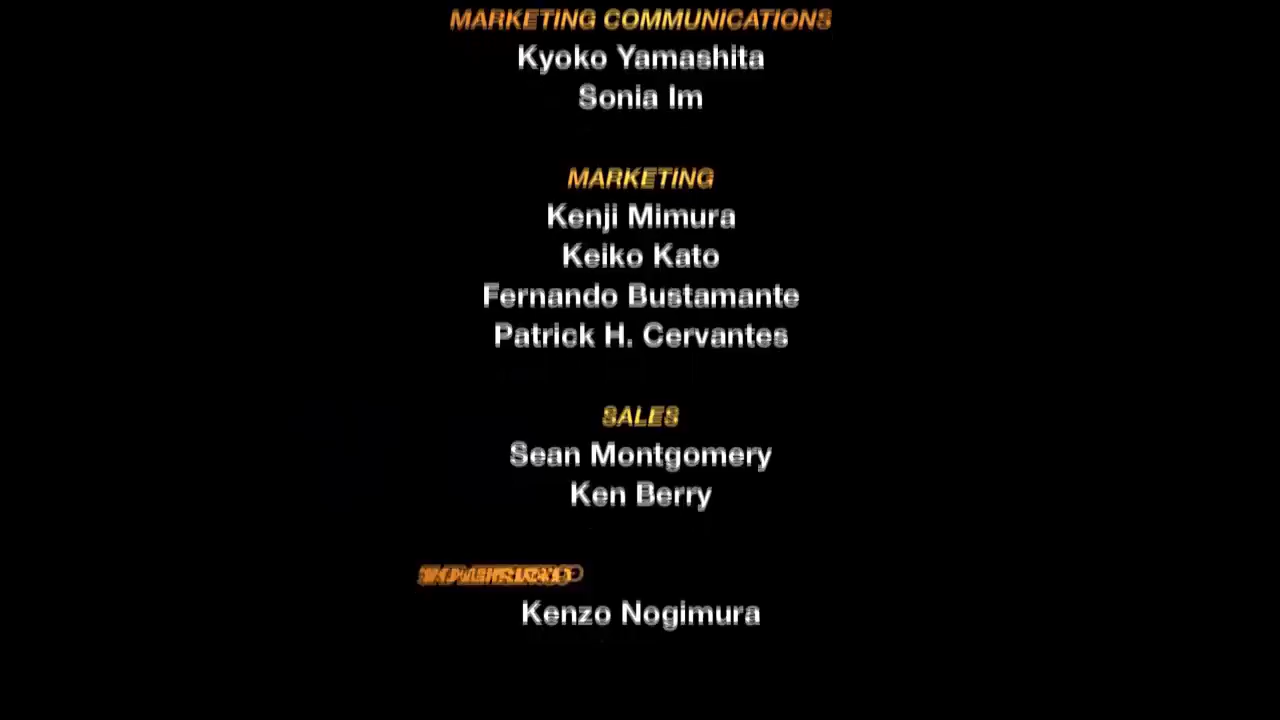 MARKETING COMMUNICATIONS
Kyoko Yamashita
Sonia Im
MARKETING
Kenji Mimura
Keiko Kato
Fernando Bustamante
Patrick H. Cervantes
SALES
Sean Montgomery
Ken Berry
Kenzo Nogimura